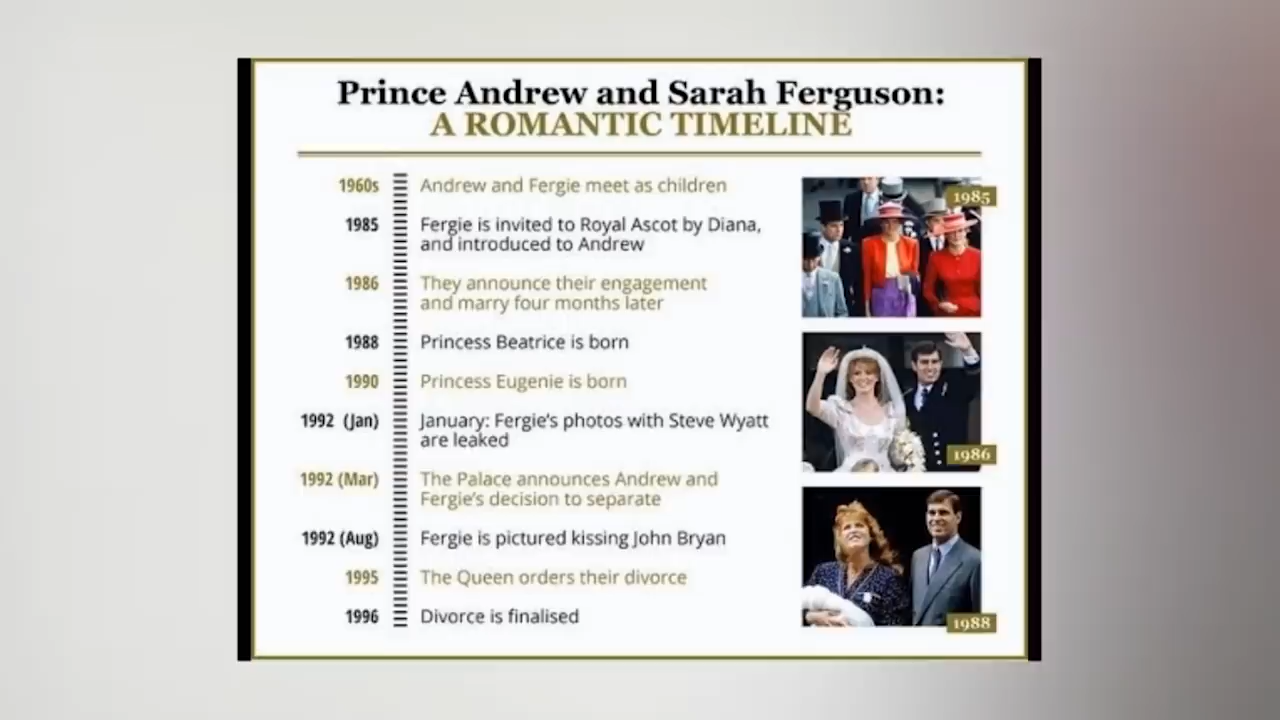 Prince Andrew and Sarah Ferguson:
A ROMANTIC TIMELINE
1960s Andrew and Fergie meet as children
1985 Fergie is invited to Royal Ascot by Diana,
and introduced to Andrew
1986 They announce their engagement
and marry four months later
1988 Princess Beatrice is born
1990 Princess Eugenie is born
1992 (Jan) January: Fergie's photos with Steve Wyatt
are leaked
1992 (Mar) The Palace announces Andrew and
Fergie's decision to separate
1992 (Aug) Fergie is pictured kissing John Bryan
1995 The Queen orders their divorce
1996 Divorce is finalised
1985
1986
1988